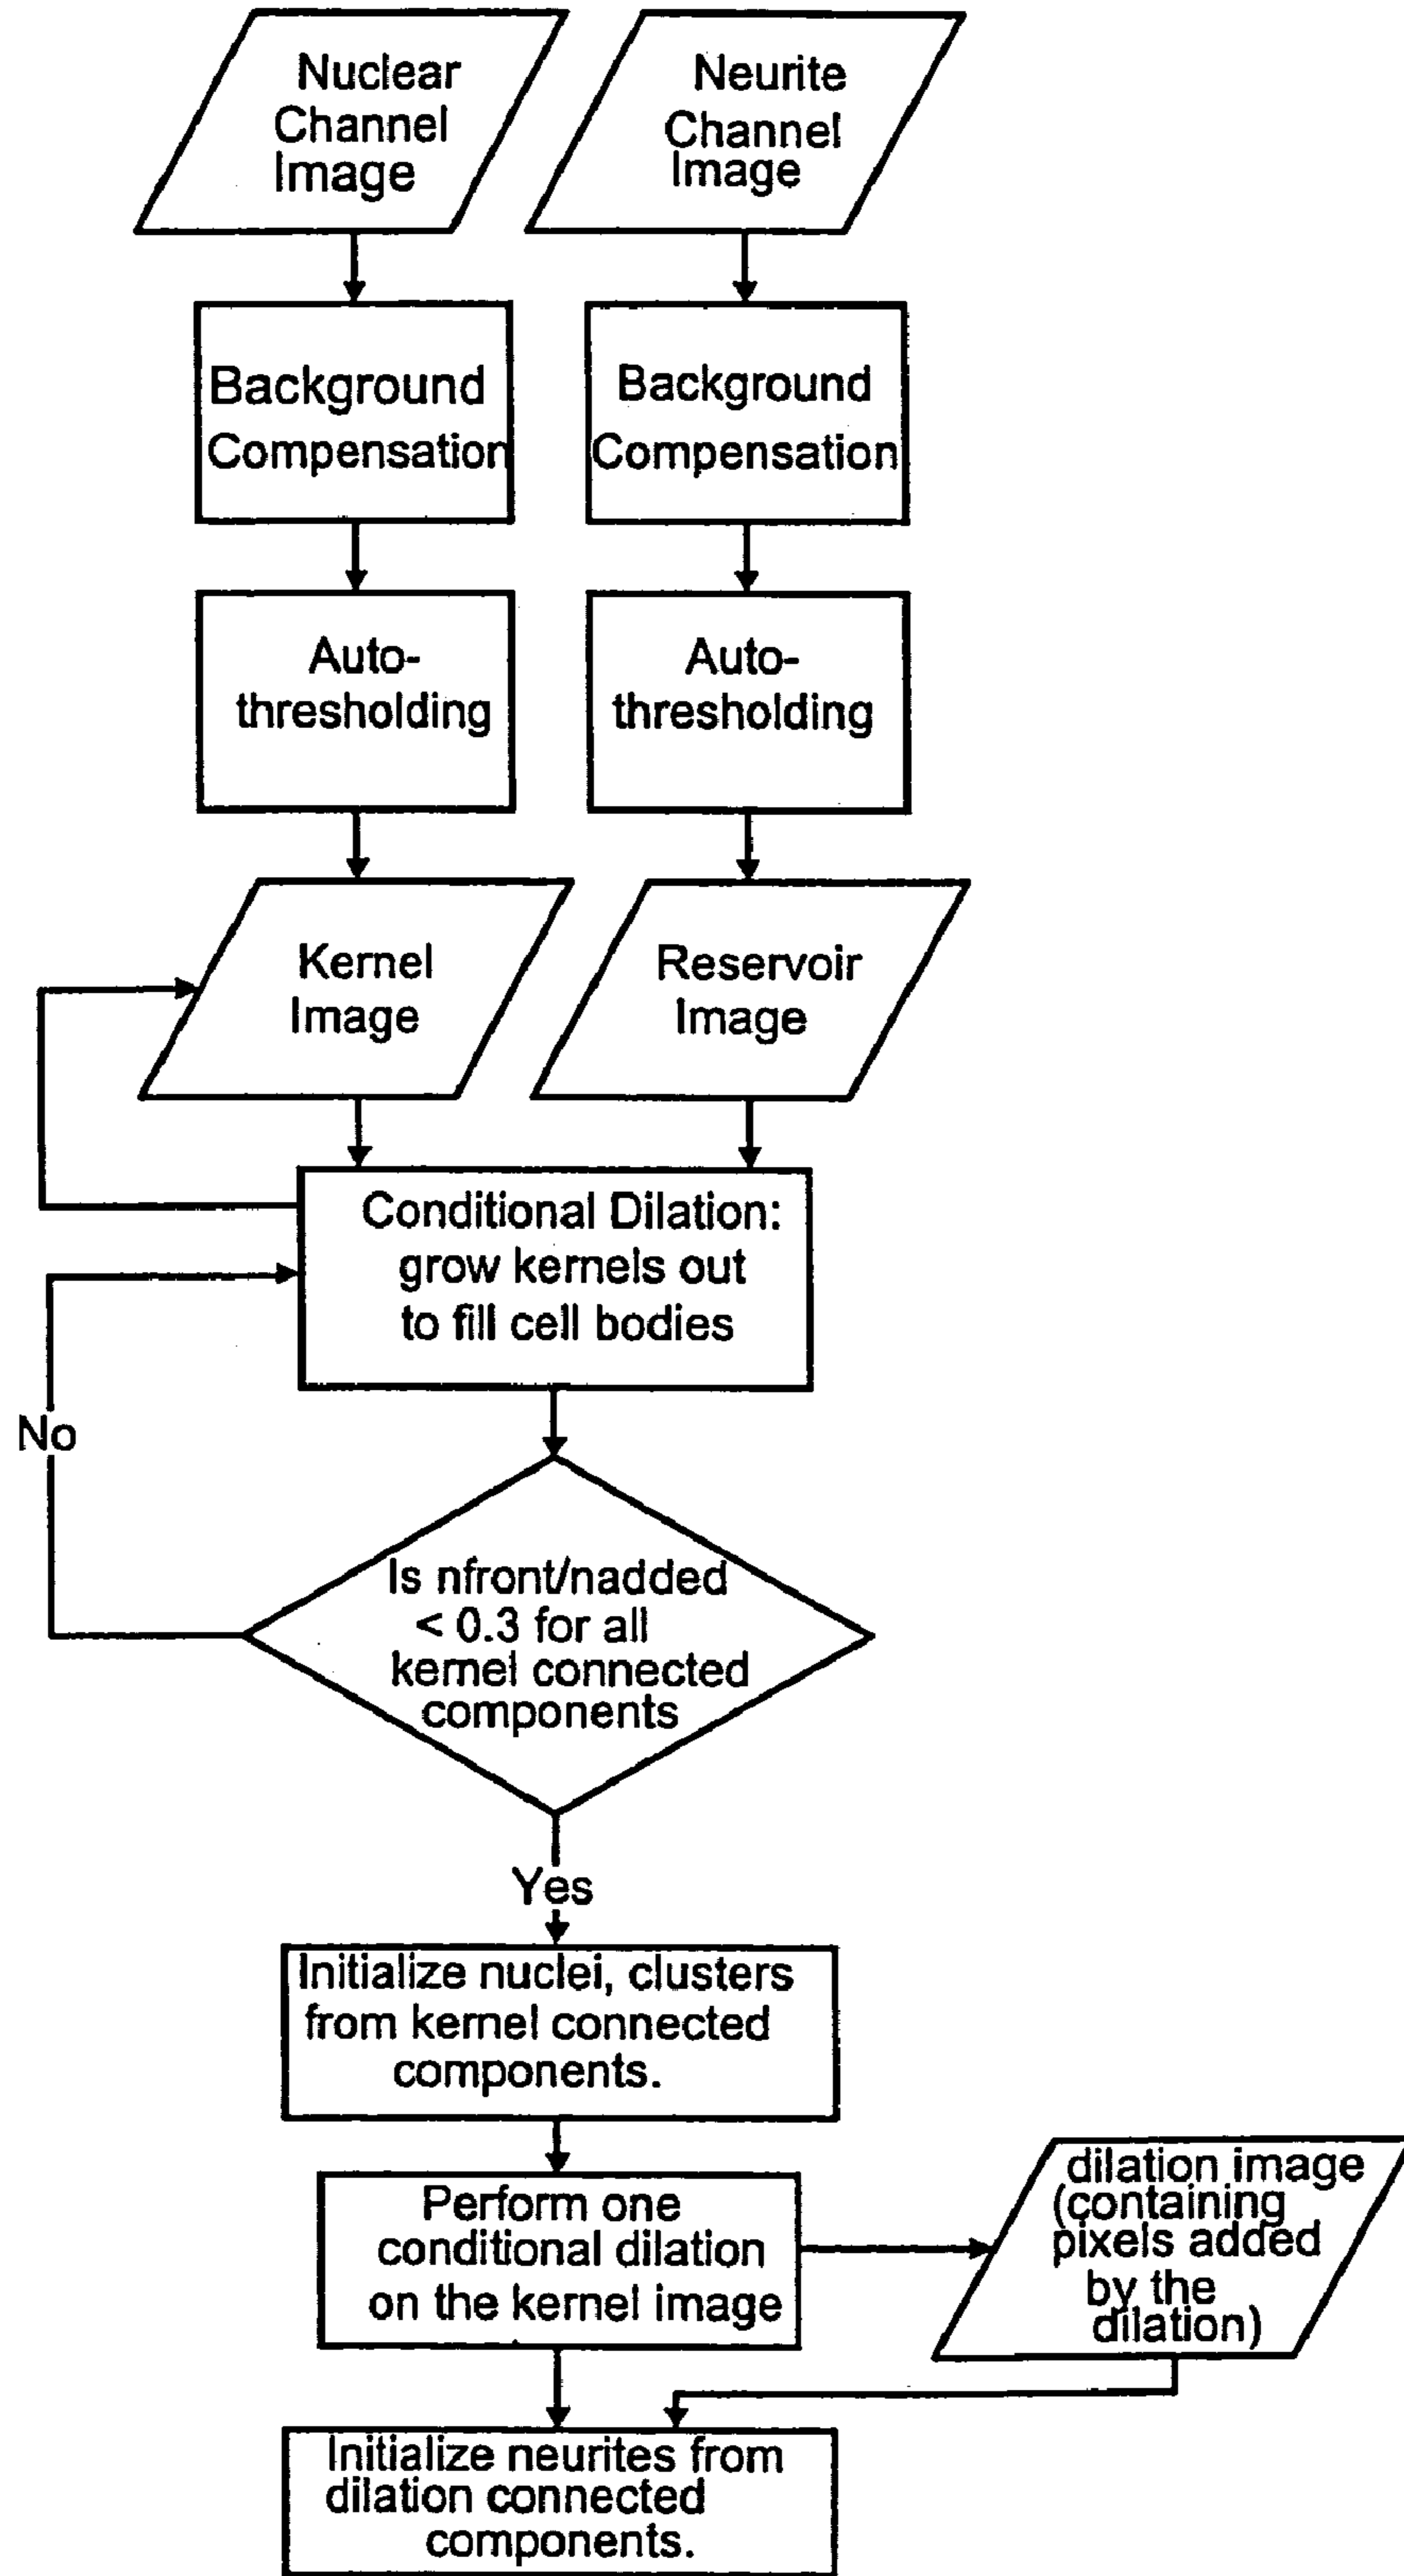 Nuclear
Channel
Image
Neurite
Channel
Image
Background
Compensation
Background
Compensation
Auto-
thresholding
Auto-
thresholding
Kernel
Image
Reservoir
Image
Conditional Dilation:
grow kernels out
to fill cell bodies
No
Is nfront/nadded
< 0.3 for all
kernel connected
components
Yes
Initialize nuclei, clusters
from kernel connected
components.
Perform one
conditional dilation
on the kernel image
dilation image
(containing
pixels added
by the
dilation)
Initialize neurites from
dilation connected
components.